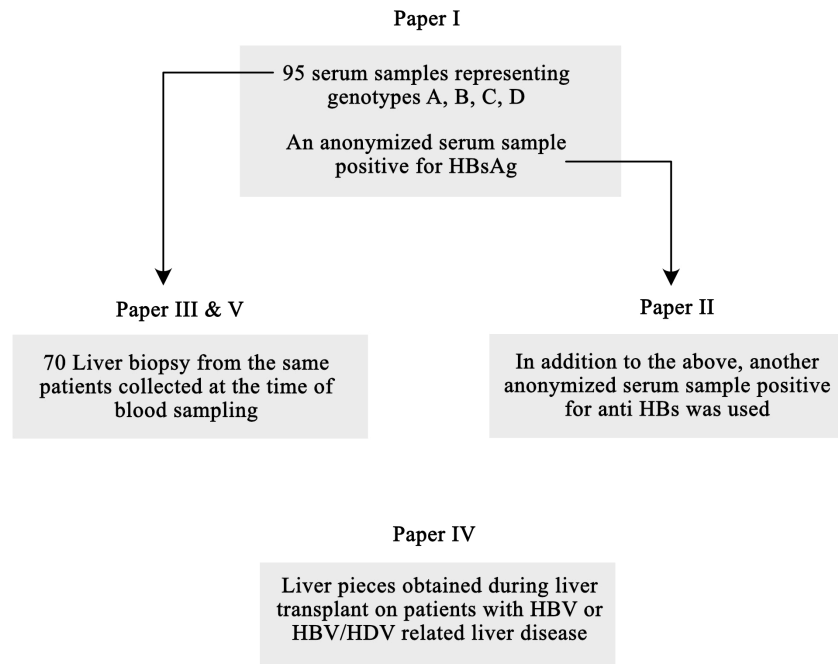 Paper I
95 serum samples representing
genotypes A, B, C, D
An anonymized serum sample
positive for HBsAg
Paper III & V
70 Liver biopsy from the same
patients collected at the time of
blood sampling
Paper II
In addition to the above, another
anonymized serum sample positive
for anti HBs was used
Paper IV
Liver pieces obtained during liver
transplant on patients with HBV or
HBV/HDV related liver disease